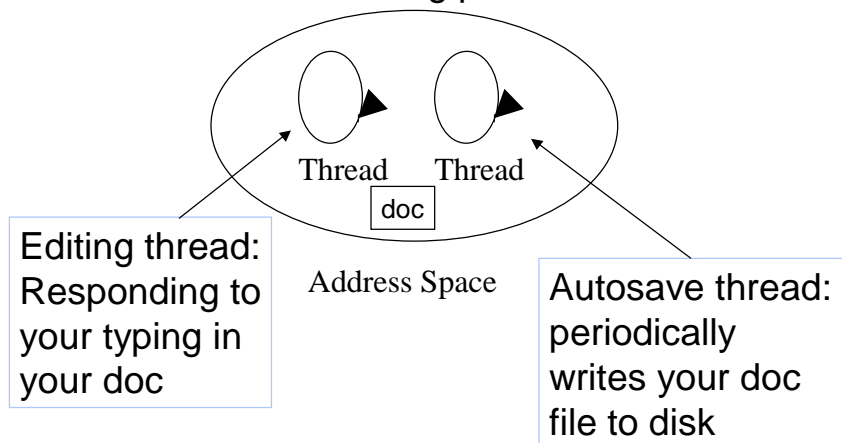 Thread Thread
doc
Address Space
Editing thread:
Responding to
your typing in
your doc
Autosave thread:
periodically
writes your doc
file to disk